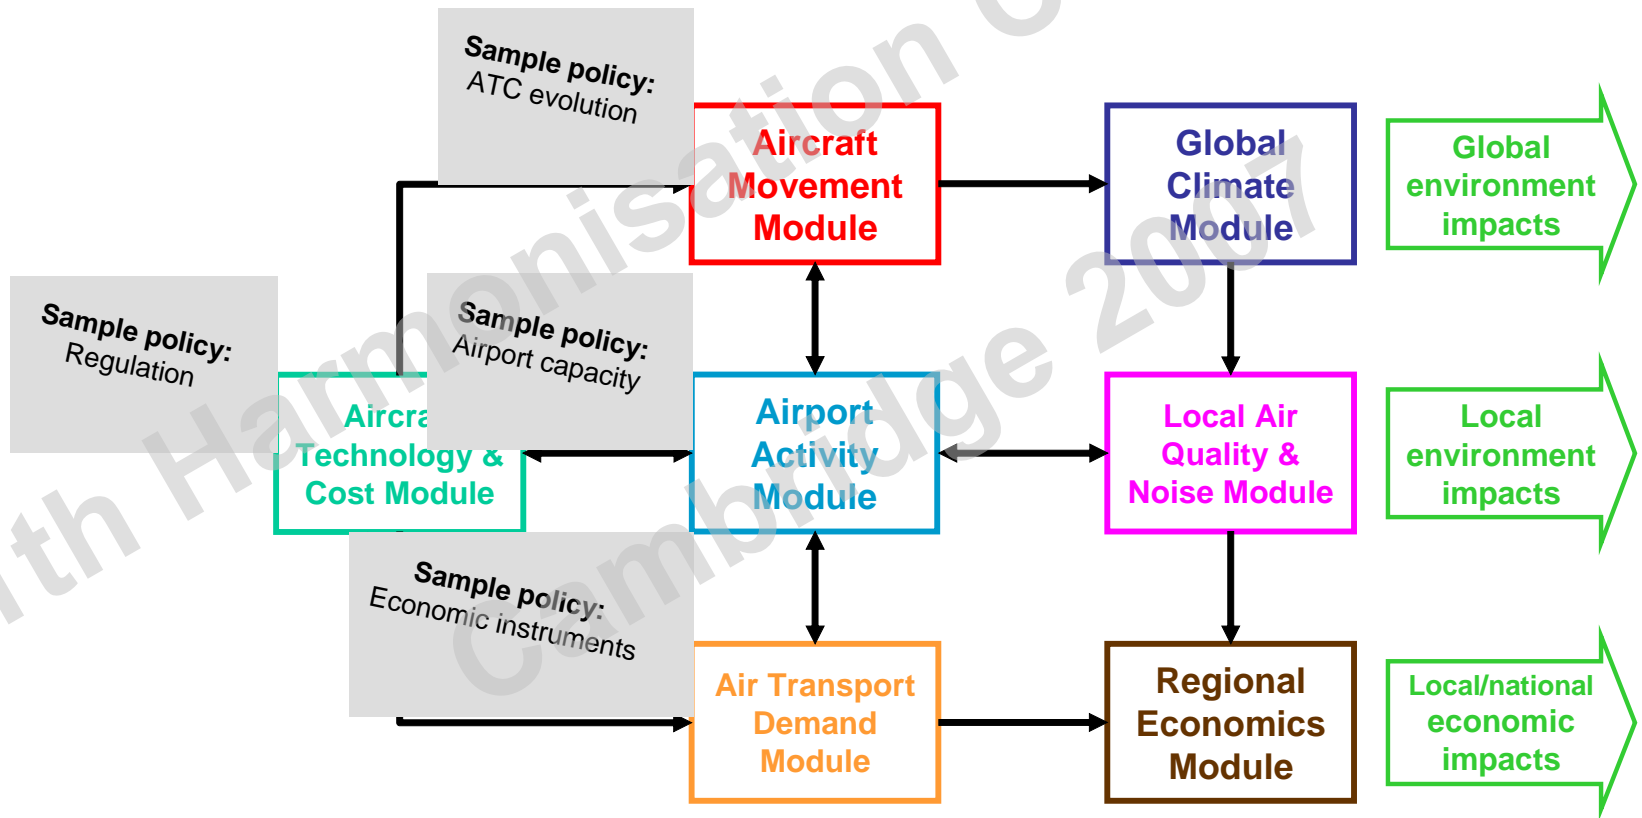 Sample policy:
ATC evolution
Aircraft
Movement
Module
Global
Climate
Module
Global
environment
impacts
Sample policy:
Regulation
Sample policy:
Airport capacity
Technology &
Cost Module
Airport
Activity
Module
Local Air
Quality &
Noise Module
Local
environment
impacts
Sample policy:
Economic instruments
Air Transport
Demand
Module
Regional
Economics
Module
Local/national
economic
impacts
Harmonisation
Cambridge 2007